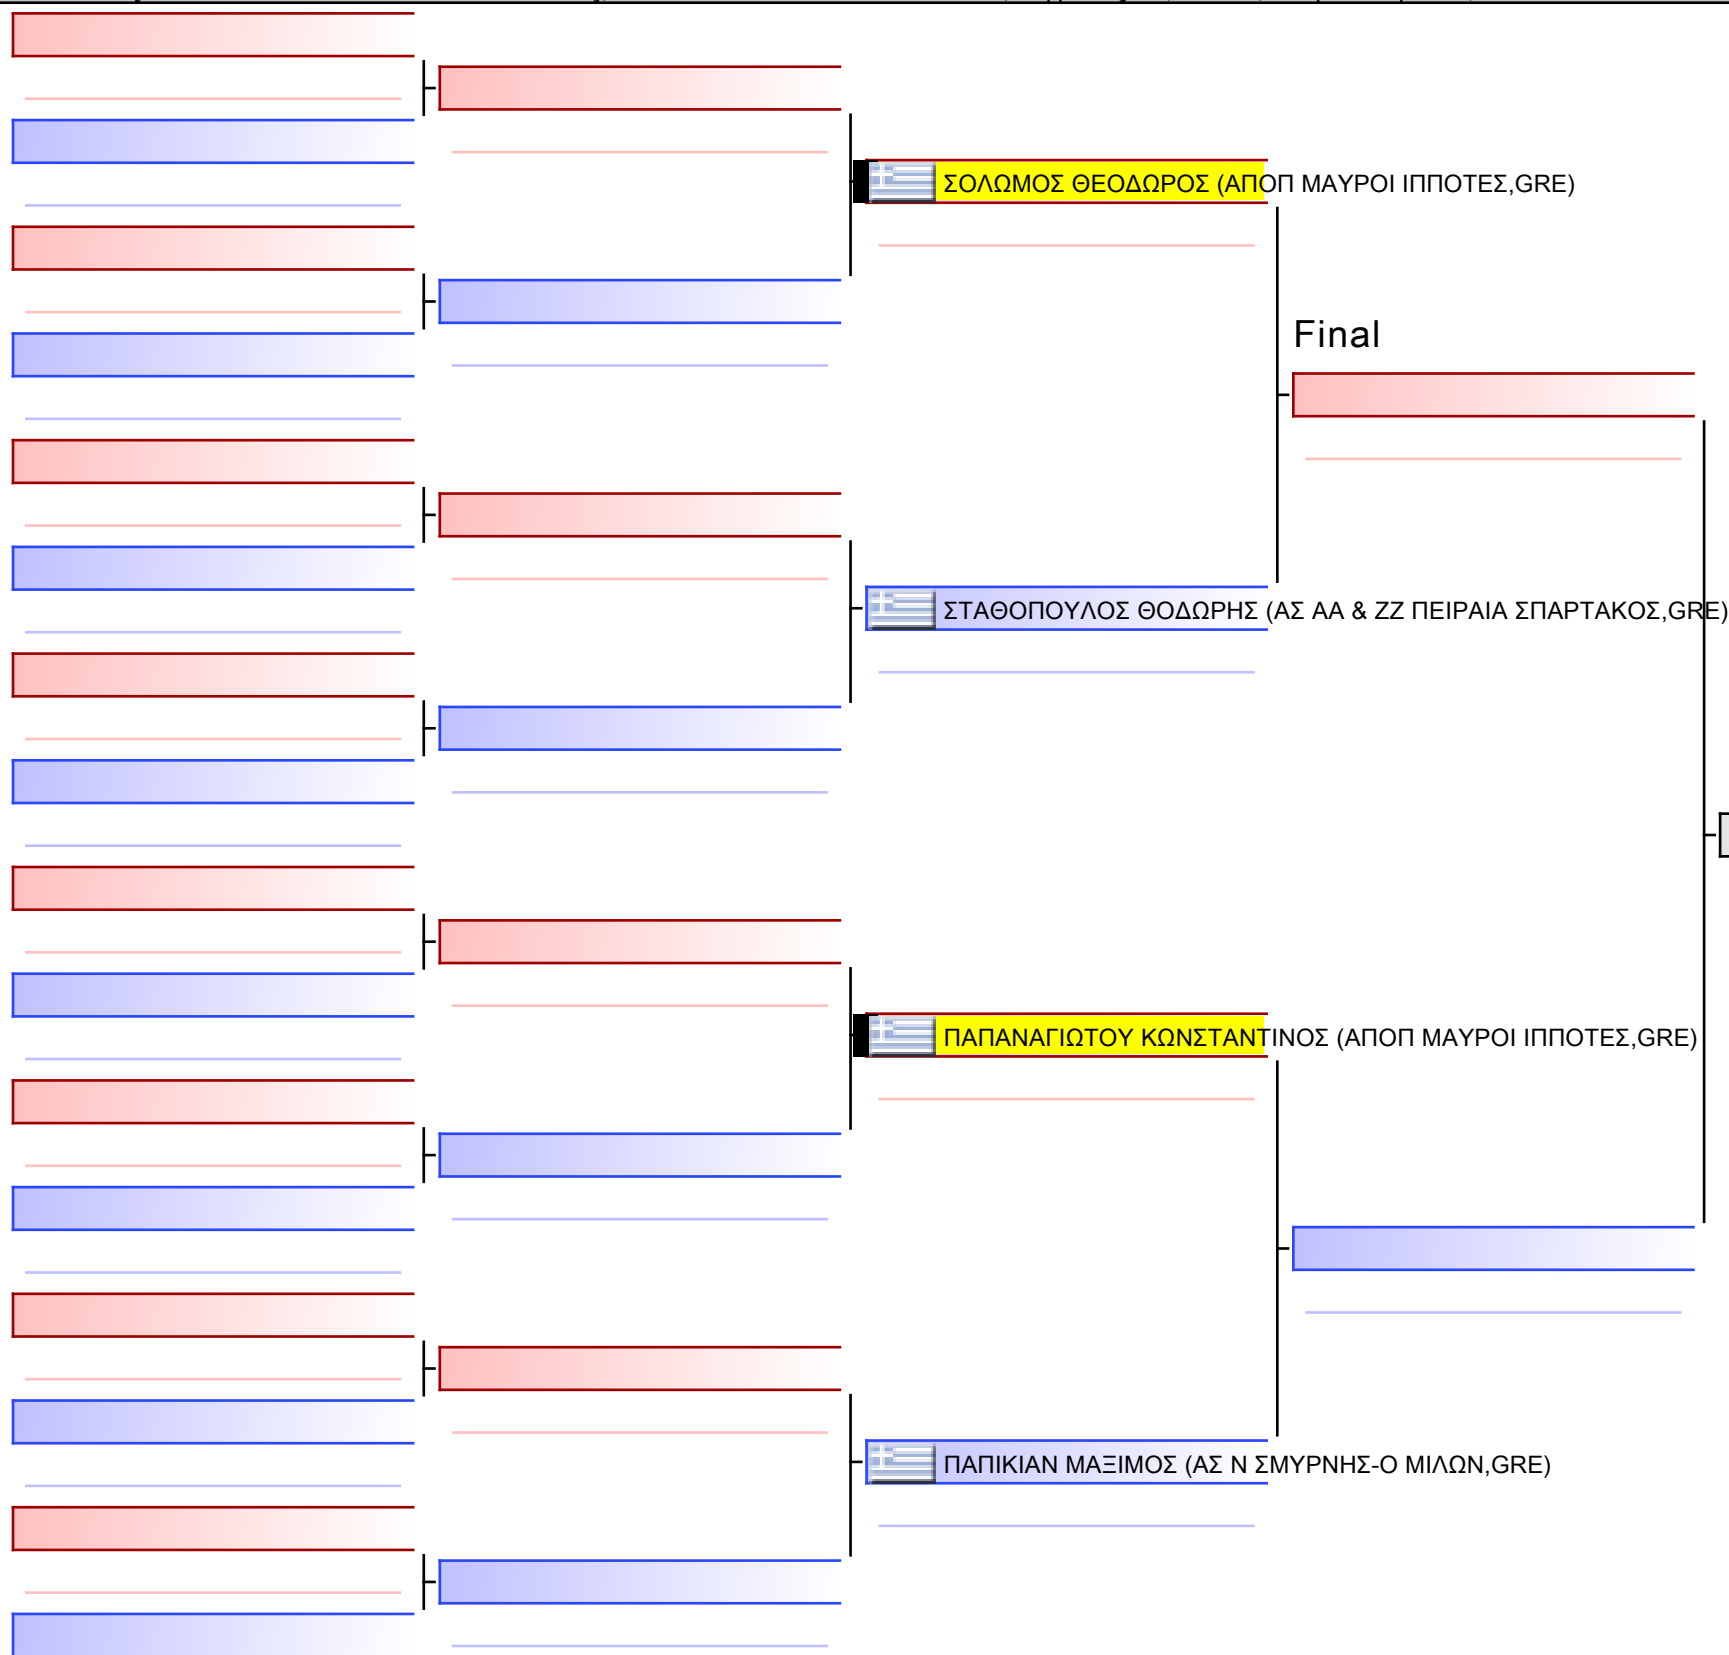 ΣΟΛΩΜΟΣ ΘΕΟΔΩΡΟΣ (ΑΠΟΠ ΜΑΥΡΟΙ ΙΠΠΟΤΕΣ,GRE)
Final
ΣΤΑΘΟΠΟΥΛΟΣ ΘΟΔΩΡΗΣ (ΑΣ ΑΑ & ΖΖ ΠΕΙΡΑΙΑ ΣΠΑΡΤΑΚΟΣ,GRE)
ΠΑΠΑΝΑΓΙΩΤΟΥ ΚΩΝΣΤΑΝΤΙΝΟΣ (ΑΠΟΠ ΜΑΥΡΟΙ ΙΠΠΟΤΕΣ,GRE)
ΠΑΠΙΚΙΑΝ ΜΑΞΙΜΟΣ (ΑΣ Ν ΣΜΥΡΝΗΣ-Ο ΜΙΛΩΝ,GRE)